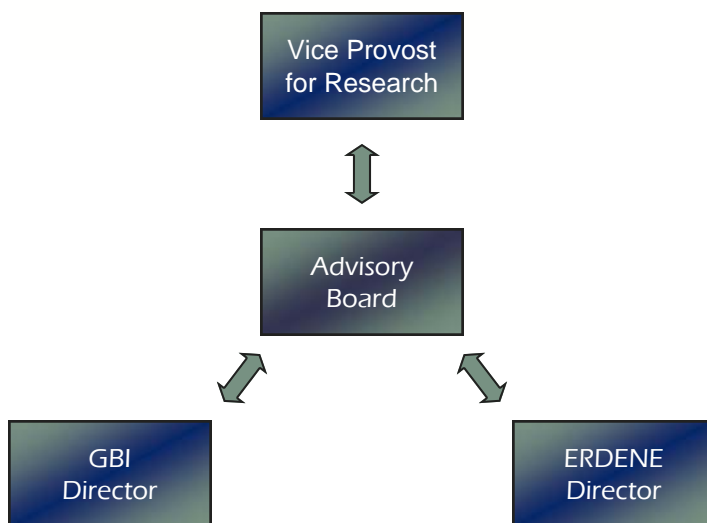 Vice Provost
for Research
Advisory
Board
GBI
Director
ERDENE
Director